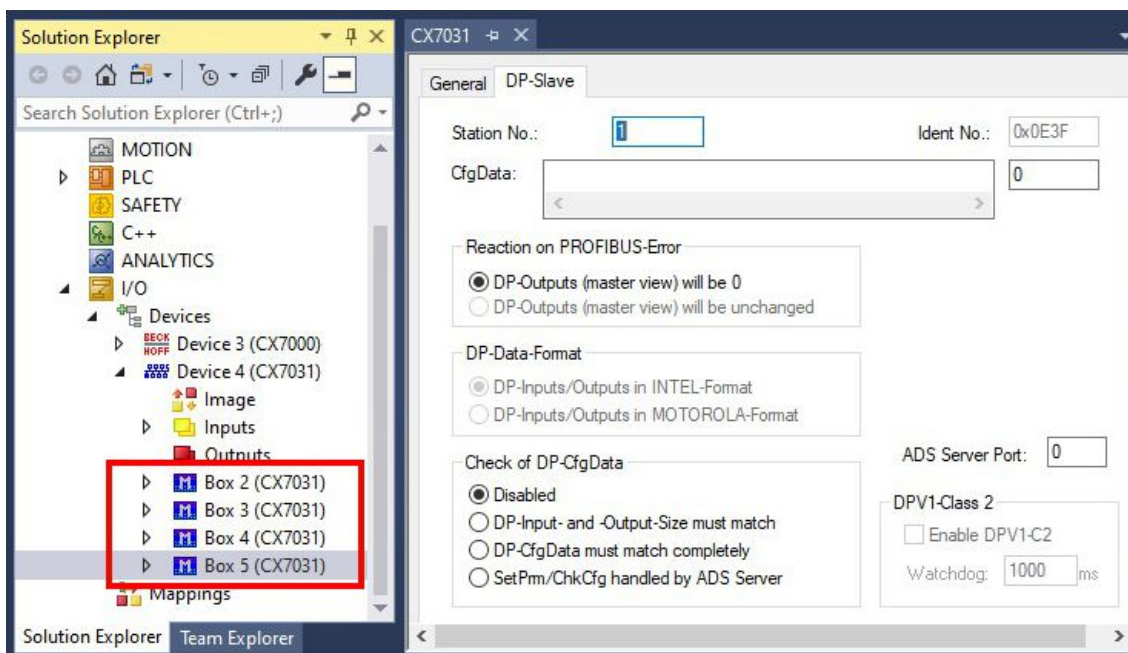 Solution Explorer
Search Solution Explorer (Ctrl+;)
MOTION
PLC
SAFETY
C++
ANALYTICS
I/O
Devices
BECK
HOFF
Device 3 (CX7000)
Device 4 (CX7031)
Image
Inputs
Outputs
Box 2 (CX7031)
Box 3 (CX7031)
Box 4 (CX7031)
Box 5 (CX7031)
Mappings
Solution Explorer Team Explorer
CX7031
General DP-Slave
Station No.: 1 Ident No.: 0x0E3F
CfgData: 0
Reaction on PROFIBUS-Error
DP-Outputs (master view) will be 0
DP-Outputs (master view) will be unchanged
DP-Data-Format
DP-Inputs/Outputs in INTEL-Format
DP-Inputs/Outputs in MOTOROLA-Format
Check of DP-CfgData
Disabled
DP-Input- and -Output-Size must match
DP-CfgData must match completely
SetPrm/ChkCfg handled by ADS Server
ADS Server Port: 0
DPV1-Class 2
Enable DPV1-C2
Watchdog: 1000 ms